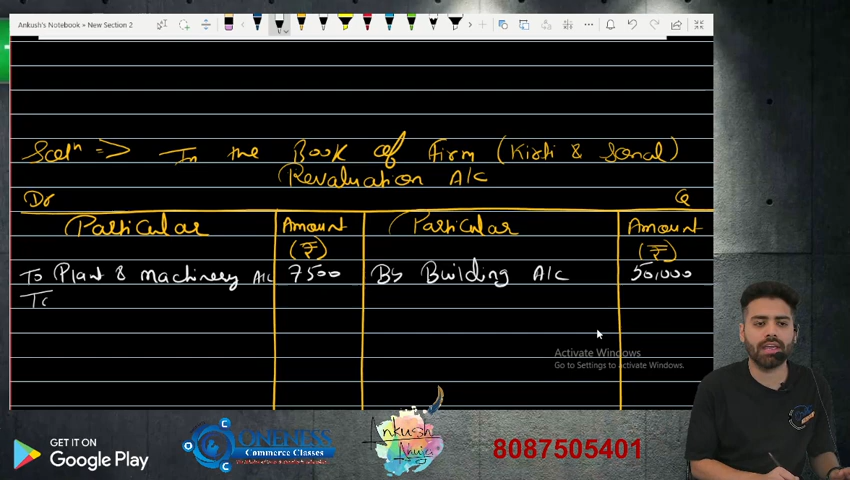 Ankush's Notebook » New Section 2
Solⁿ => In the Book of Firm (Kirti & Sonal)
Revaluation A/c
Dr
Cr
Particular Amount (₹) Particular Amount (₹)
To Plant & Machinery A/c 7500 By Building A/c 50,000
To
Activate Windows
Go to Settings to Activate Windows.
GET IT ON
Google Play
ONENESS
Commerce Classes
Ankush
8087505401